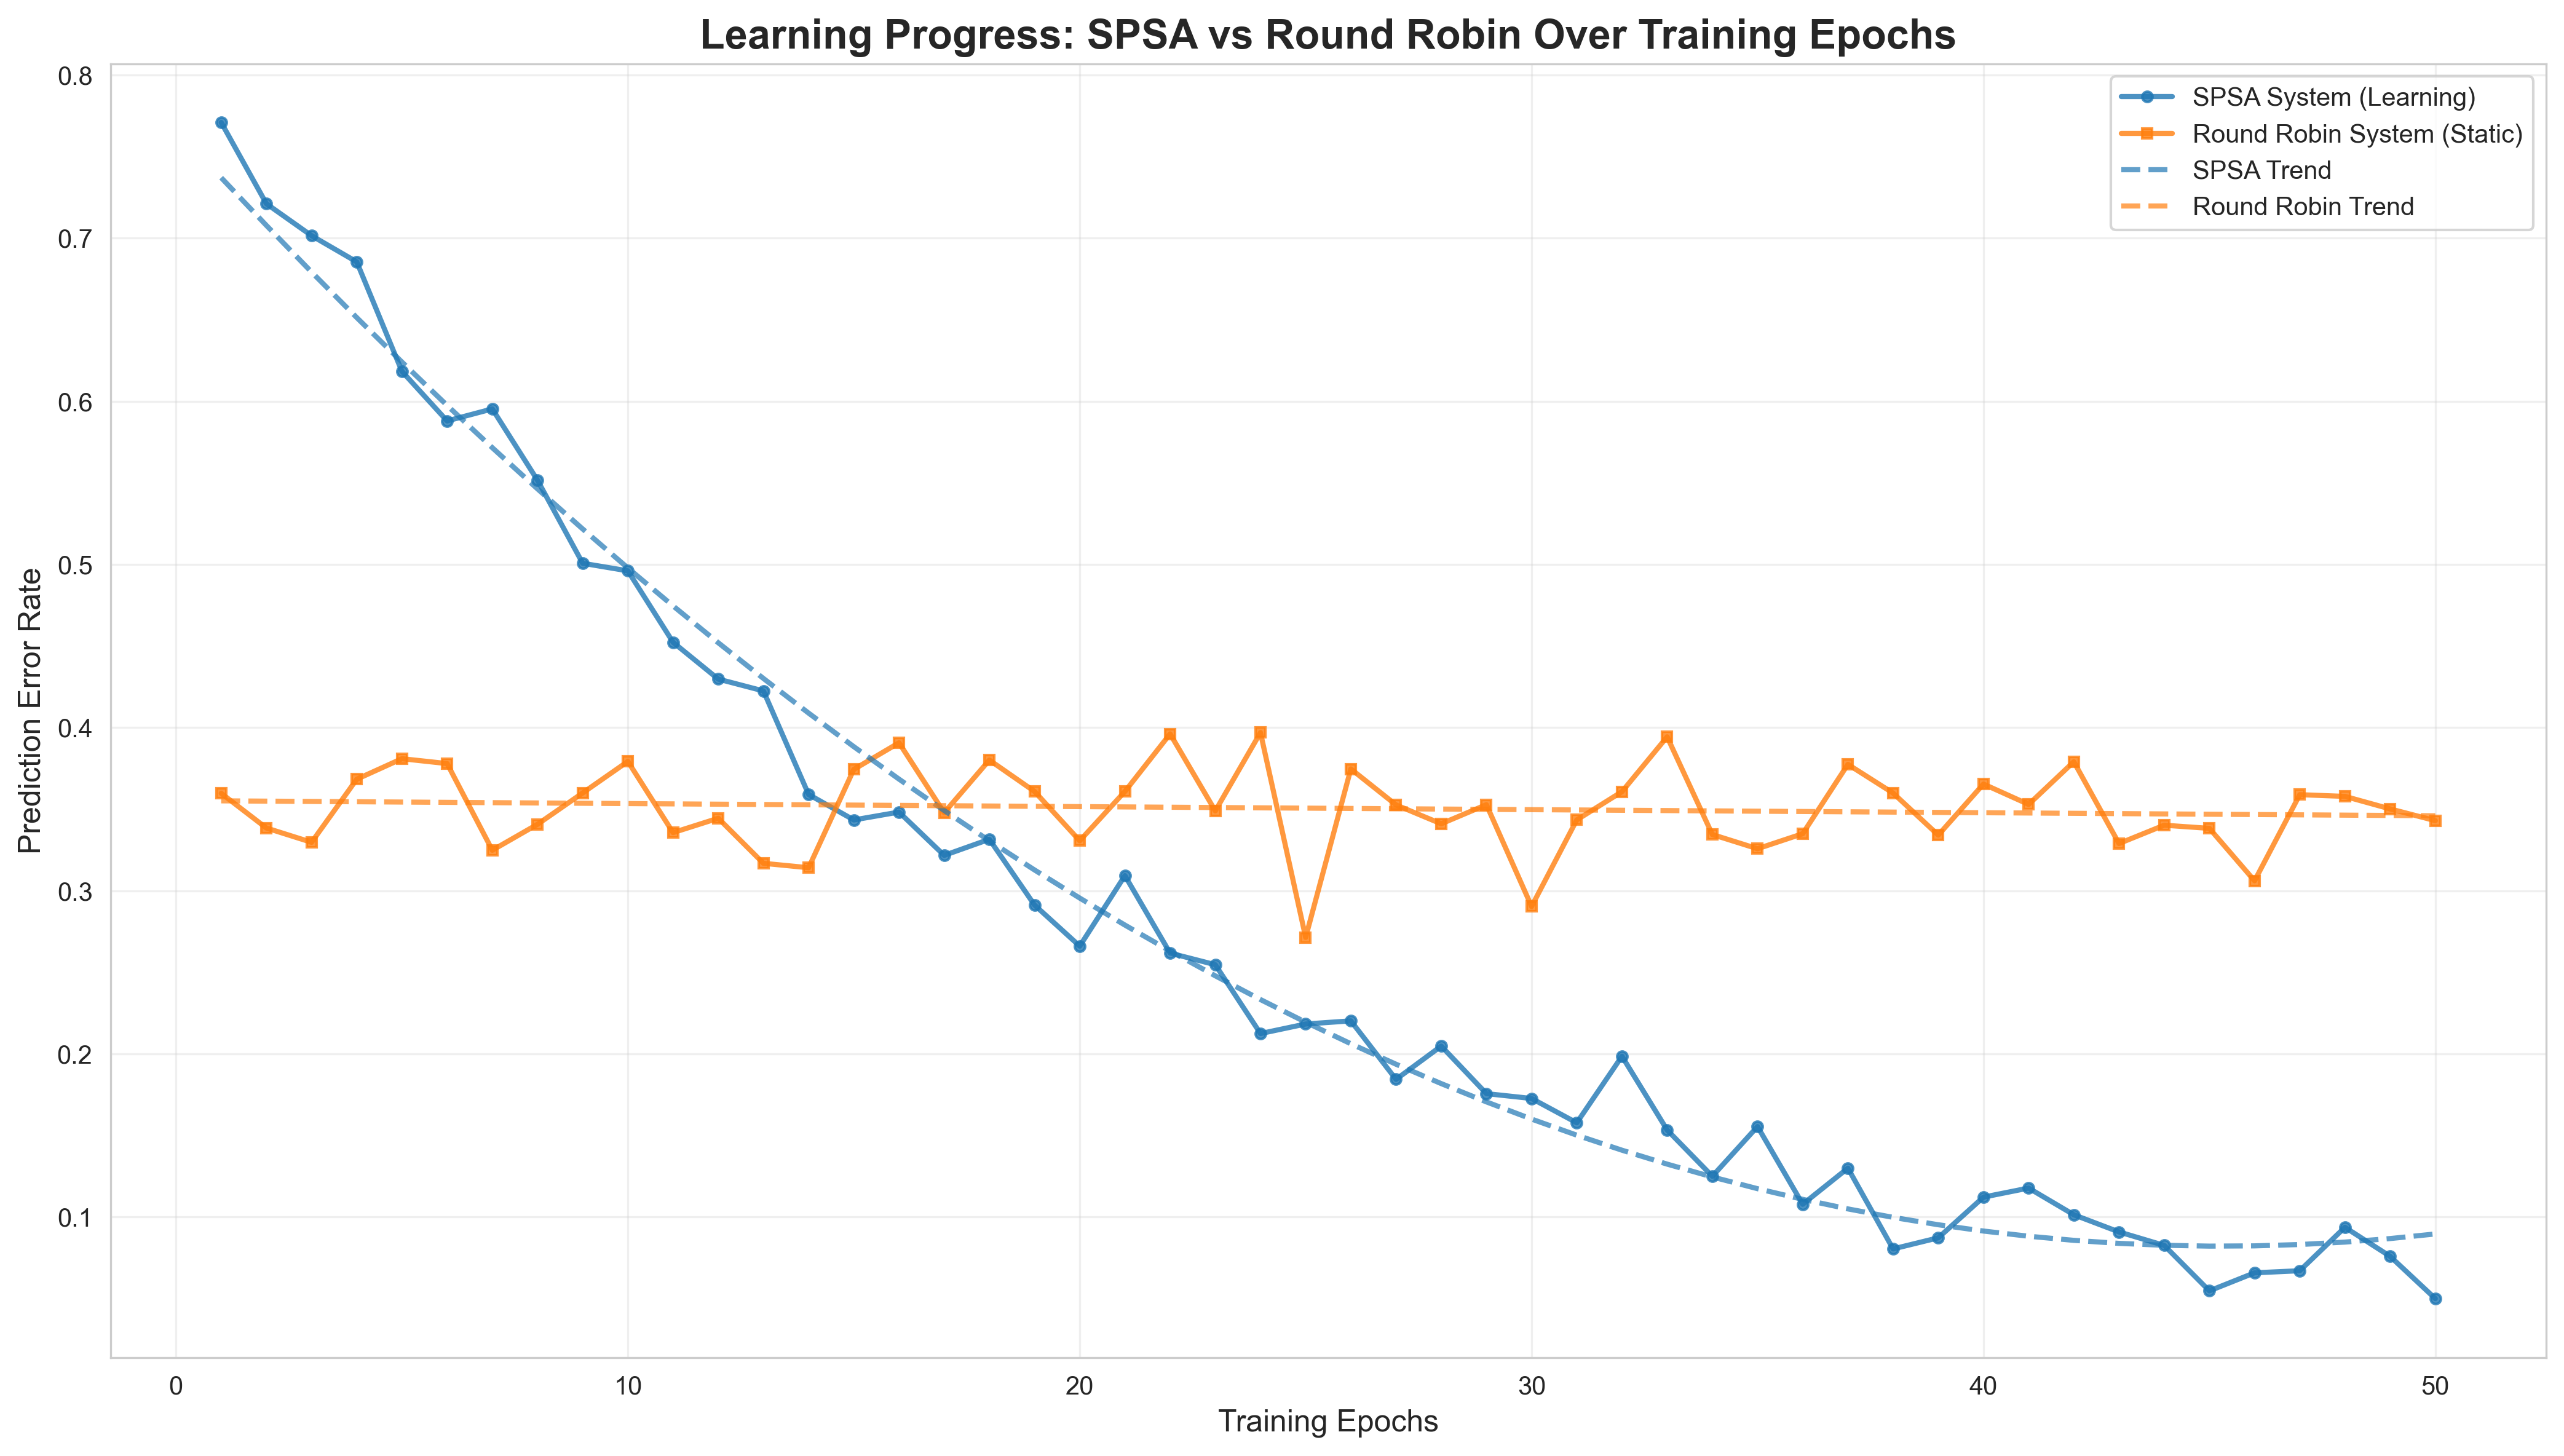 Learning Progress: SPSA vs Round Robin Over Training Epochs
SPSA System (Learning)
Round Robin System (Static)
SPSA Trend
Round Robin Trend
Prediction Error Rate
0.8
0.7
0.6
0.5
0.4
0.3
0.2
0.1
0 10 20 30 40 50
Training Epochs